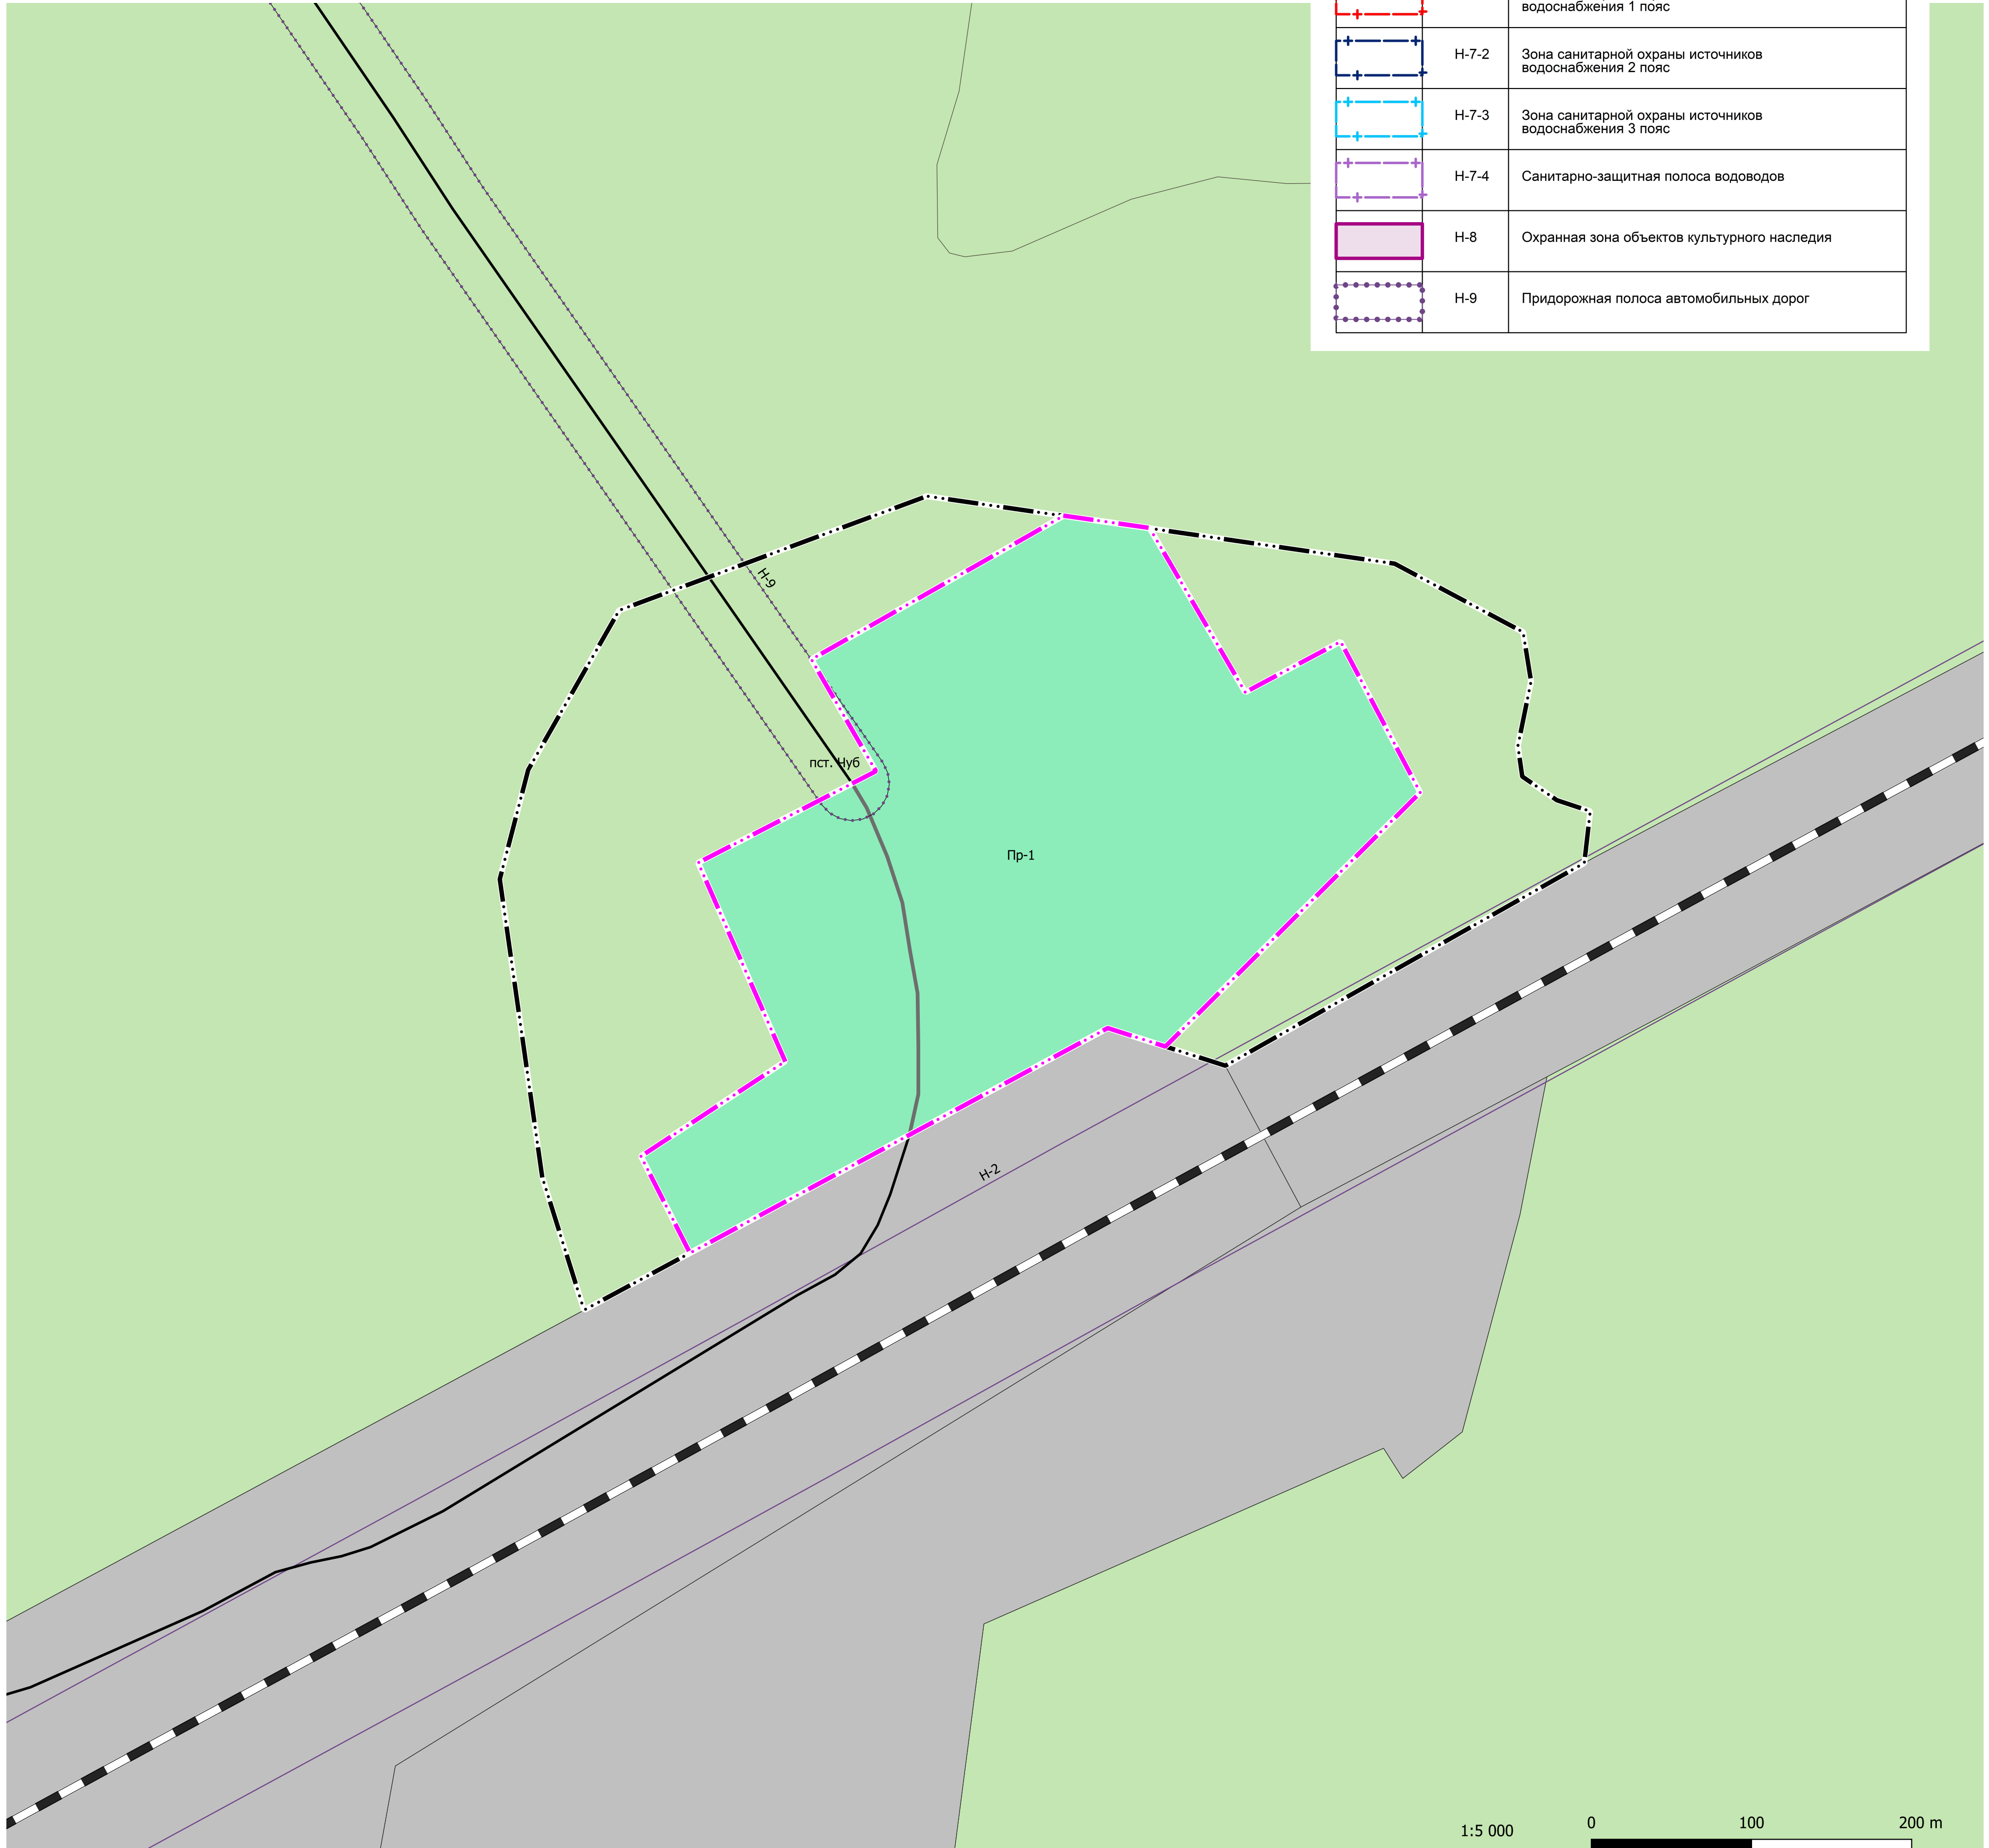 водоснабжения 1 пояс
Н-7-2
Зона санитарной охраны источников
водоснабжения 2 пояс
Н-7-3
Зона санитарной охраны источников
водоснабжения 3 пояс
Н-7-4
Санитарно-защитная полоса водоводов
Н-8
Охранная зона объектов культурного наследия
Н-9
Придорожная полоса автомобильных дорог
Н-9
пст. Чуб
Пр-1
Н-2
1:5 000
0
100
200 m